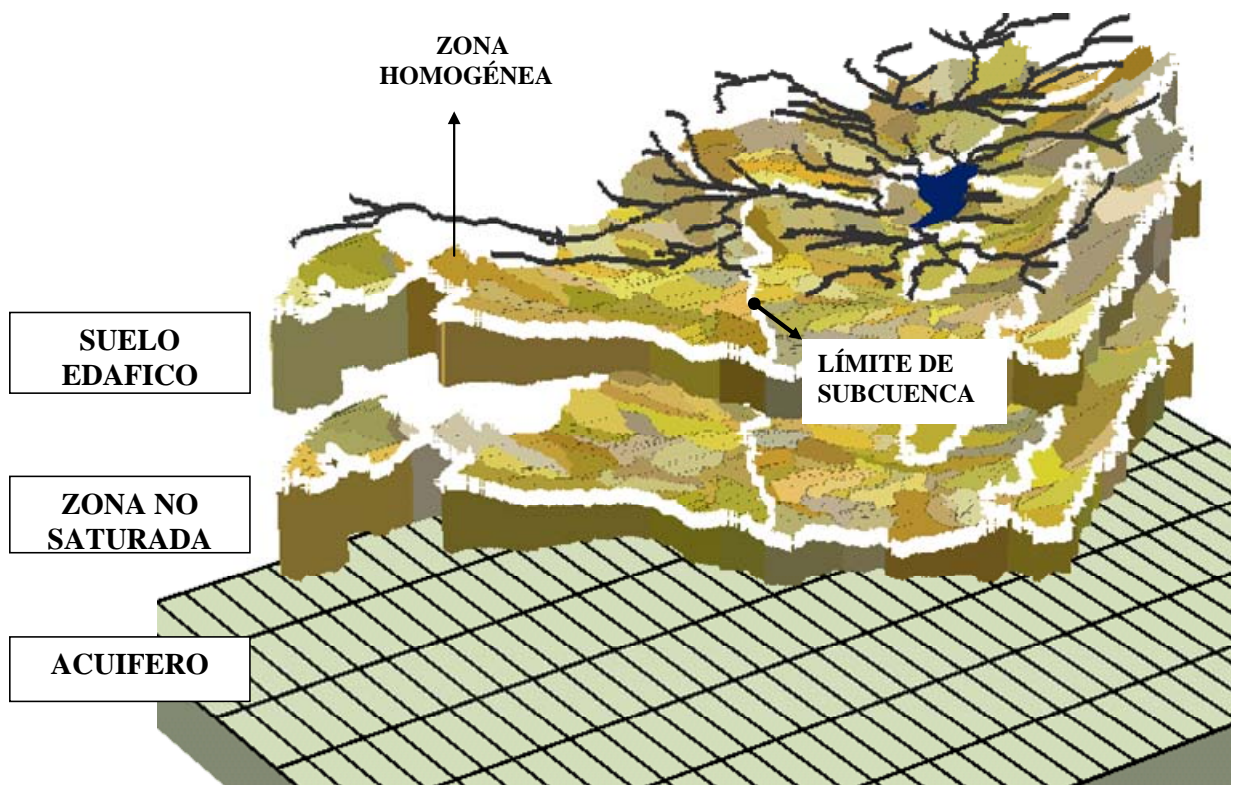 ZONA
HOMOGÉNEA
SUELO
EDAFICO
LÍMITE DE
SUBCUENCA
ZONA NO
SATURADA
ACUIFERO